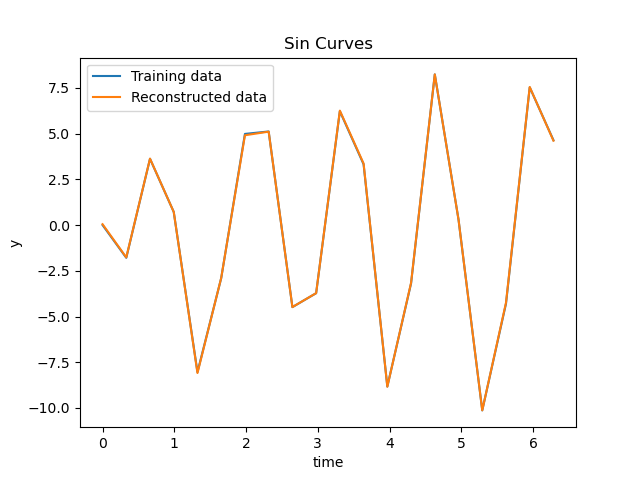 Sin Curves
Training data
Reconstructed data
7.5
5.0
2.5
0.0
−2.5
−5.0
−7.5
−10.0
y
0 1 2 3 4 5 6
time